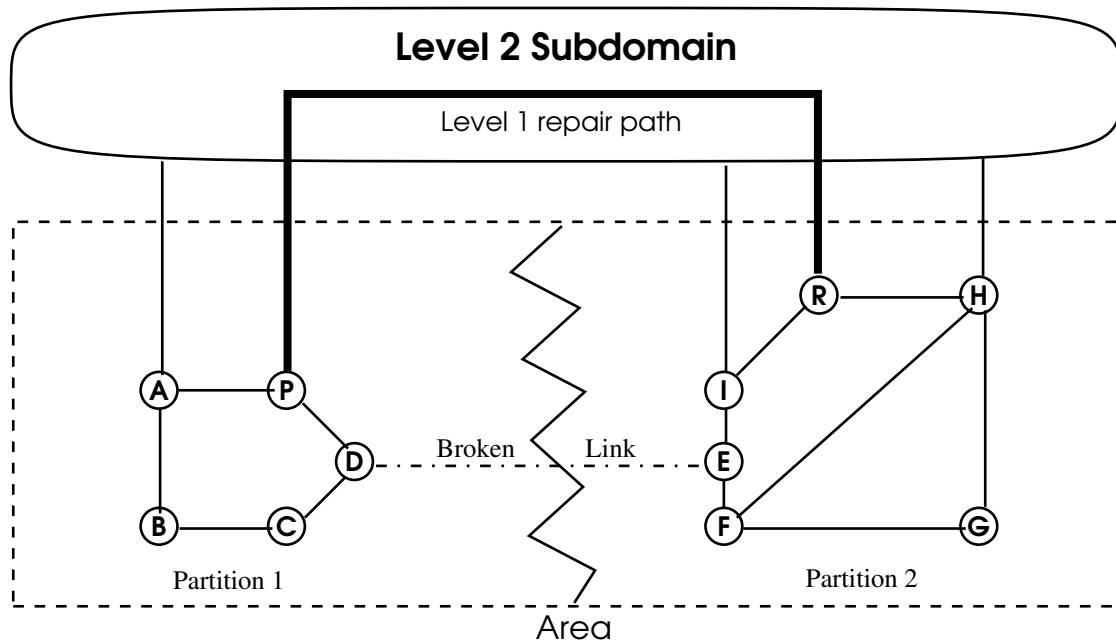 Level 2 Subdomain
Level 1 repair path
R
H
A
P
I
D
Broken
Link
E
B
C
F
G
Partition 1
Partition 2
Area